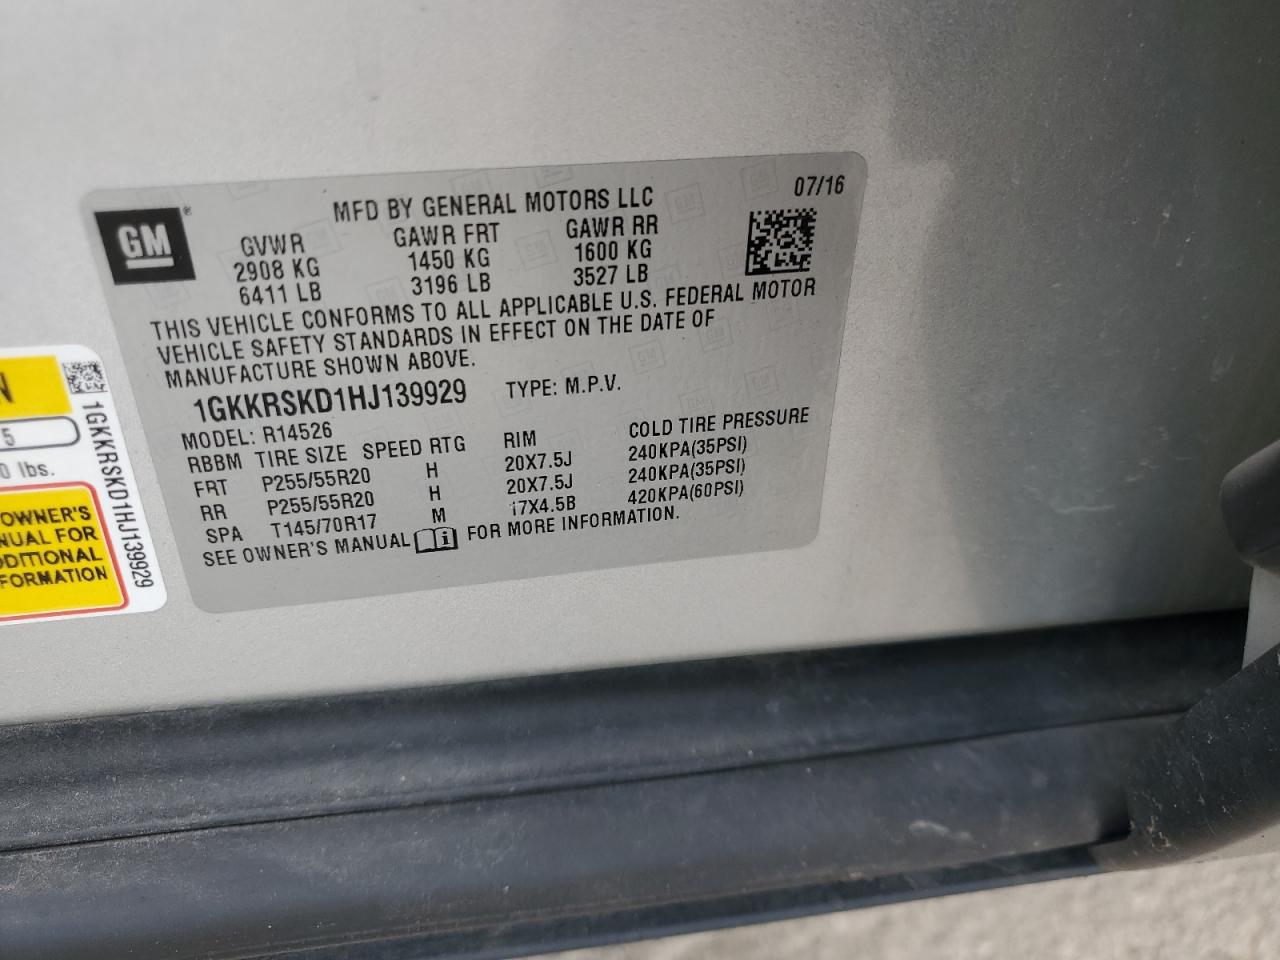 MFD BY GENERAL MOTORS LLC 07/16
GM®
GVWR GAWR FRT GAWR RR
2908 KG 1450 KG 1600 KG
6411 LB 3196 LB 3527 LB
THIS VEHICLE CONFORMS TO ALL APPLICABLE U.S. FEDERAL MOTOR
VEHICLE SAFETY STANDARDS IN EFFECT ON THE DATE OF
MANUFACTURE SHOWN ABOVE.
1GKKRSKD1HJ139929 TYPE: M.P.V.
MODEL: R14526
RBBM TIRE SIZE SPEED RTG RIM COLD TIRE PRESSURE
FRT P255/55R20 H 20X7.5J 240KPA(35PSI)
RR P255/55R20 H 20X7.5J 240KPA(35PSI)
SPA T145/70R17 M 17X4.5B 420KPA(60PSI)
SEE OWNER'S MANUAL i FOR MORE INFORMATION.
N
5
0 lbs.
OWNER'S
NUAL FOR
DDITIONAL
FORMATION
1GKKRSKD1HJ139929